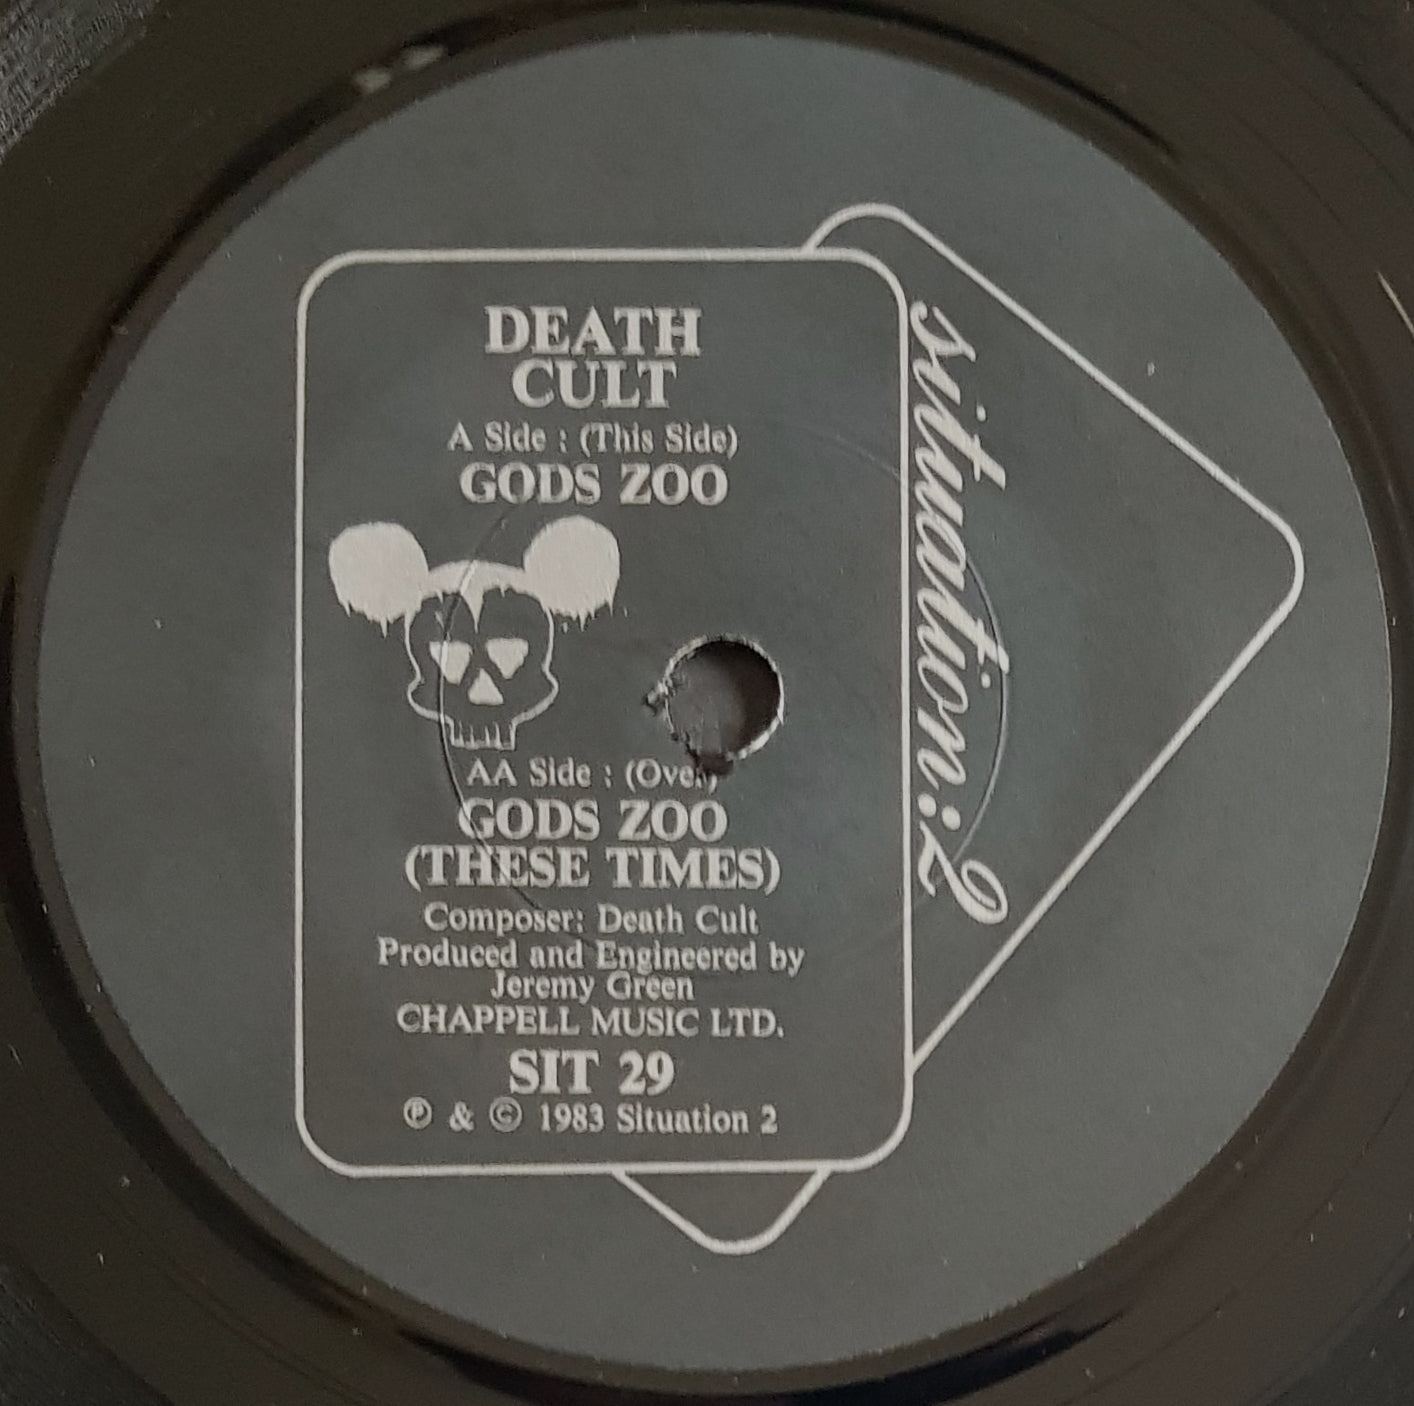 DEATH
CULT
A Side : (This Side)
GODS ZOO
AA Side : (Over)
GODS ZOO
(THESE TIMES)
Composer: Death Cult
Produced and Engineered by
Jeremy Green
CHAPPELL MUSIC LTD.
SIT 29
℗ & © 1983 Situation 2
situation:2